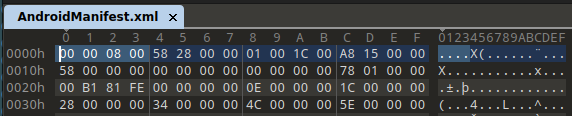 AndroidManifest.xml ×
0 1 2 3 4 5 6 7 8 9 A B C D E F 0123456789ABCDEF
0000h 00 00 08 00 58 28 00 00 01 00 1C 00 A8 15 00 00 ....X(......¨...
0010h 58 00 00 00 00 00 00 00 00 00 00 00 78 01 00 00 X...........x...
0020h 00 B1 81 FE 00 00 00 00 0E 00 00 00 1C 00 00 00 .±.þ............
0030h 28 00 00 00 34 00 00 00 4C 00 00 00 5E 00 00 00 (...4...L...^...